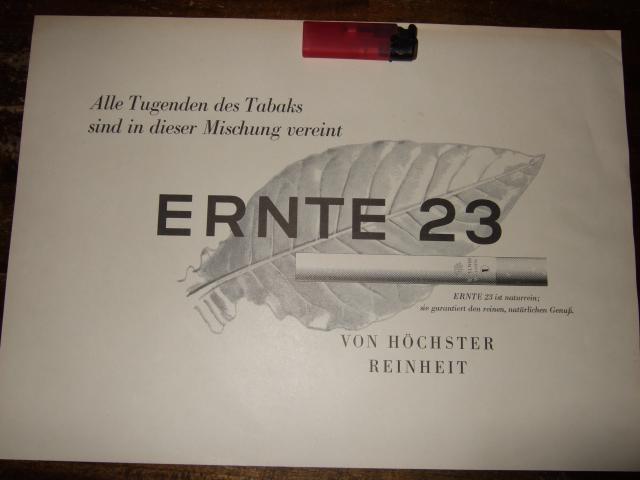 Alle Tugenden des Tabaks
sind in dieser Mischung vereint
ERNTE 23
ERNTE 23 ist naturrein;
sie garantiert den reinen, natürlichen Genuß.
VON HÖCHSTER
REINHEIT